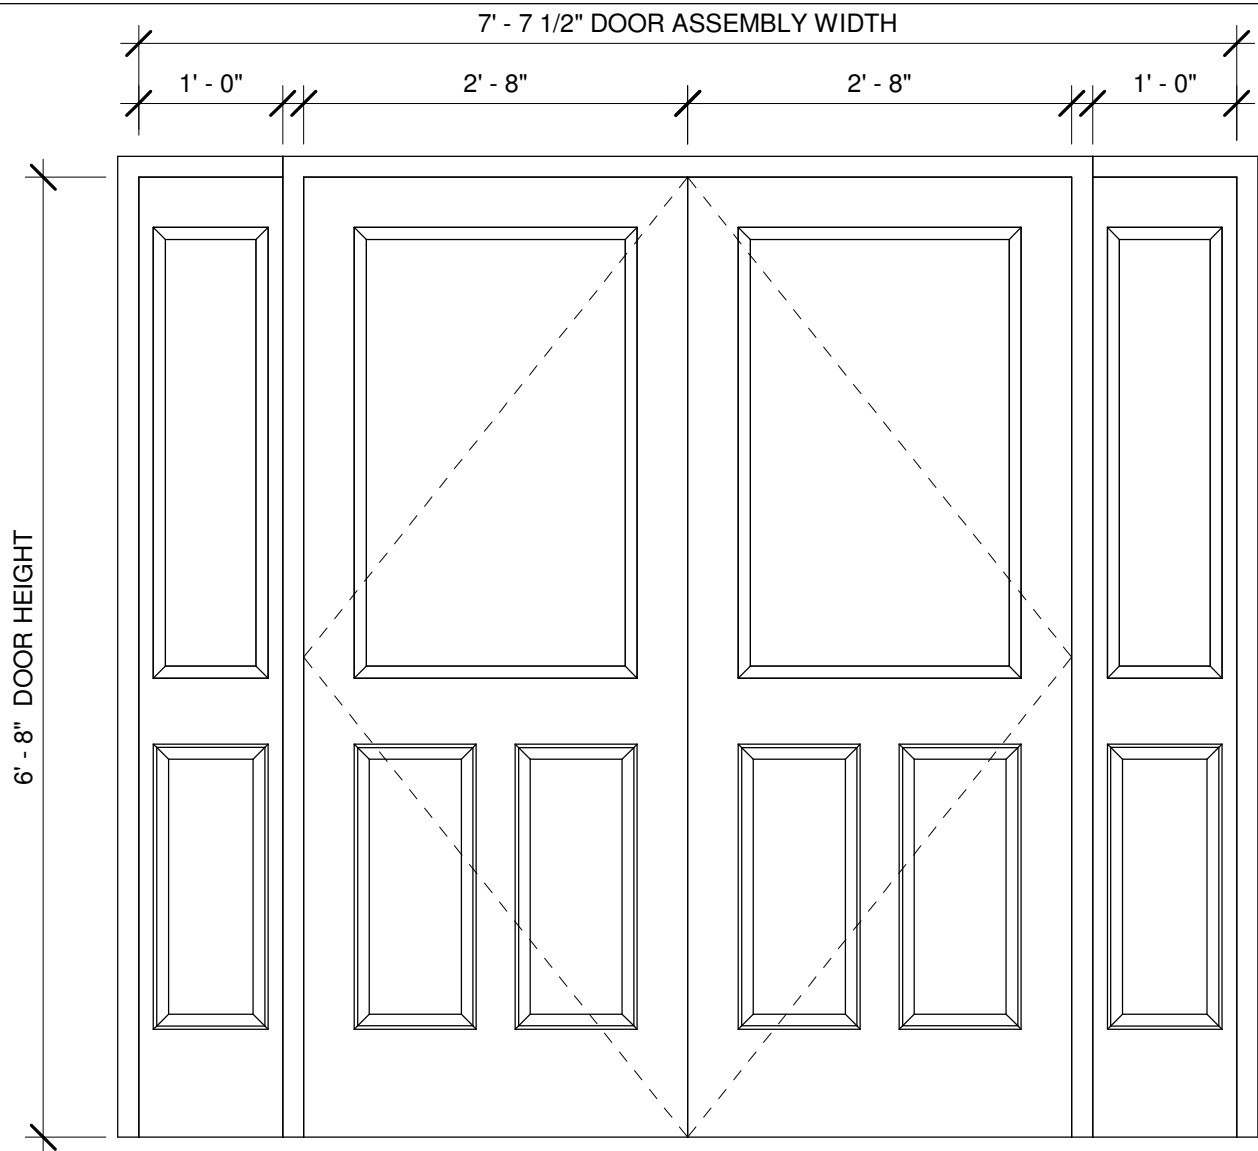 7' - 7 1/2" DOOR ASSEMBLY WIDTH
1' - 0"
2' - 8"
2' - 8"
1' - 0"
6' - 8" DOOR HEIGHT